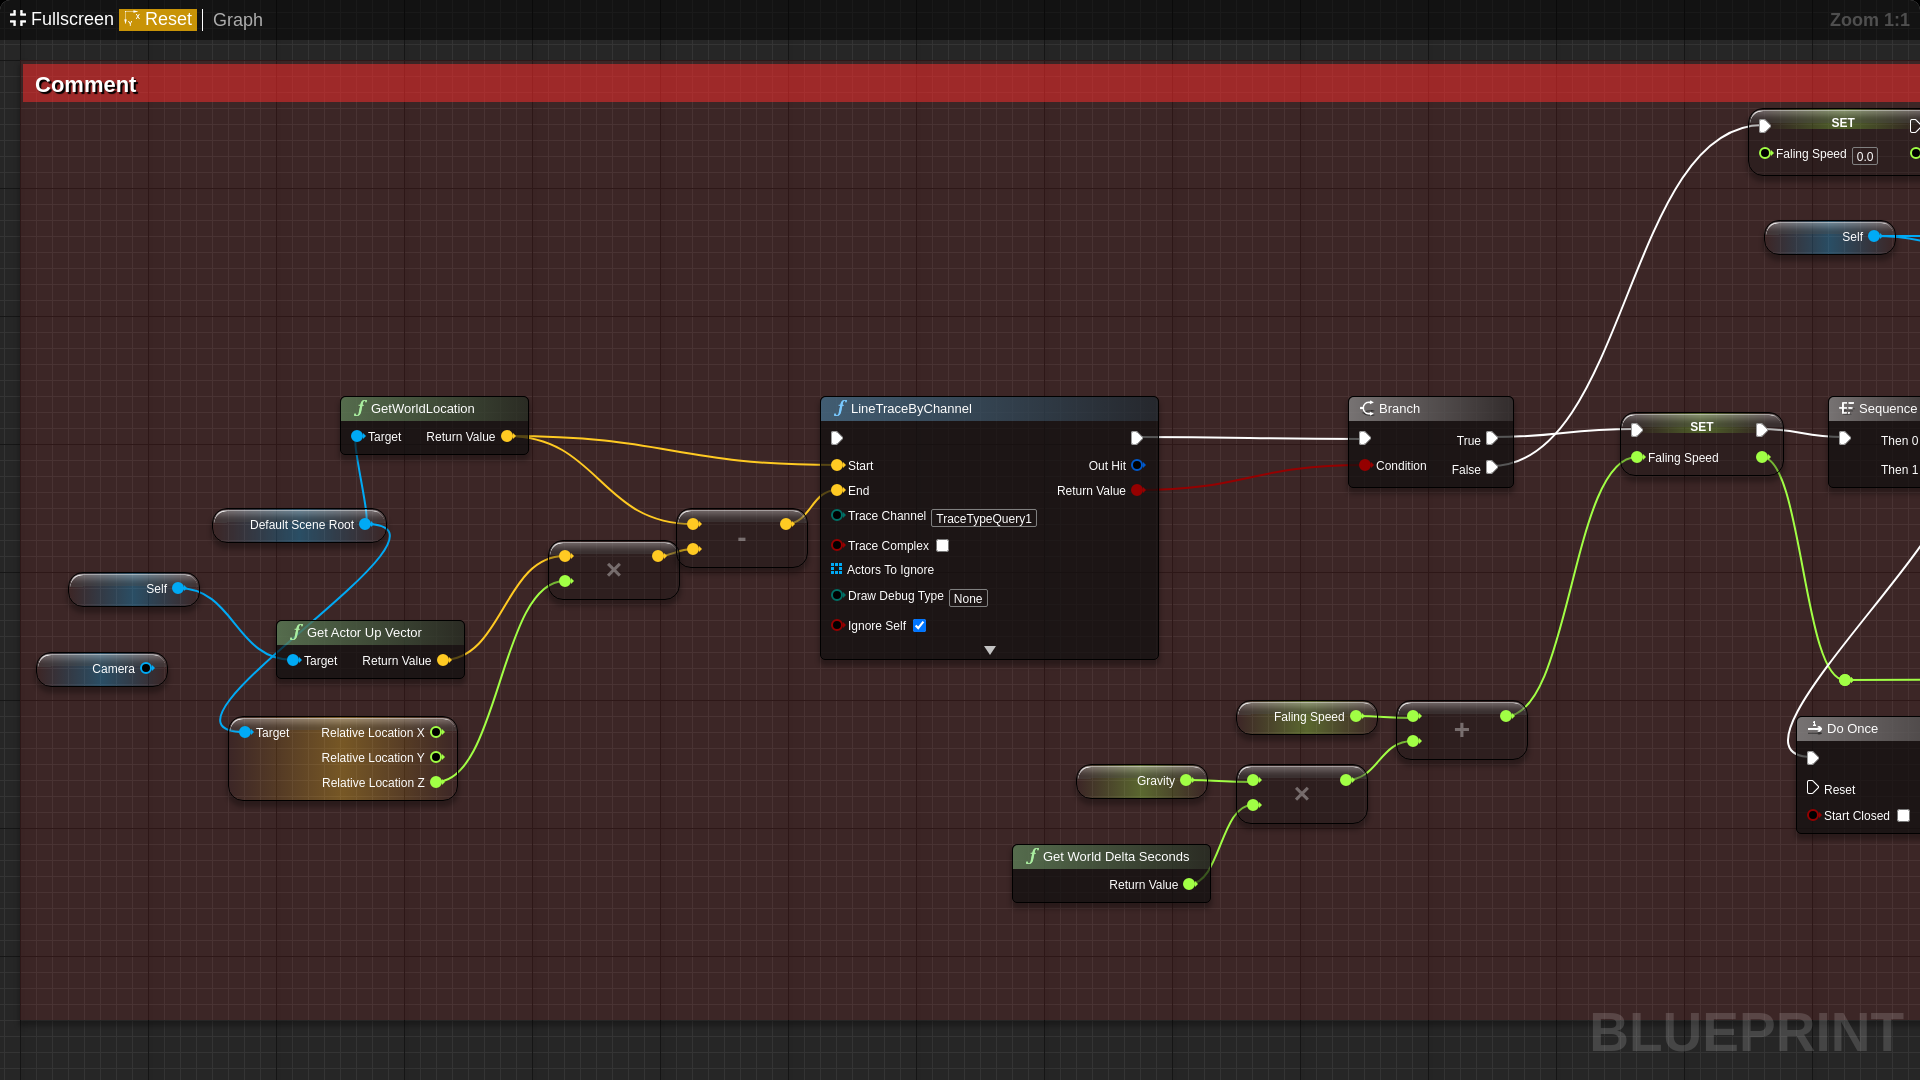 Fullscreen Reset Graph Zoom 1:1
Comment
SET
Faling Speed 0.0
Self
GetWorldLocation
Target Return Value
Default Scene Root
Self
Camera
Get Actor Up Vector
Target Return Value
Target Relative Location X
Relative Location Y
Relative Location Z
×
-
LineTraceByChannel
Start Out Hit
End Return Value
Trace Channel TraceTypeQuery1
Trace Complex
Actors To Ignore
Draw Debug Type None
Ignore Self
Branch
True
Condition False
SET
Faling Speed
Sequence
Then 0
Then 1
Faling Speed
+
Gravity
×
Get World Delta Seconds
Return Value
Do Once
Reset
Start Closed
BLUEPRINT